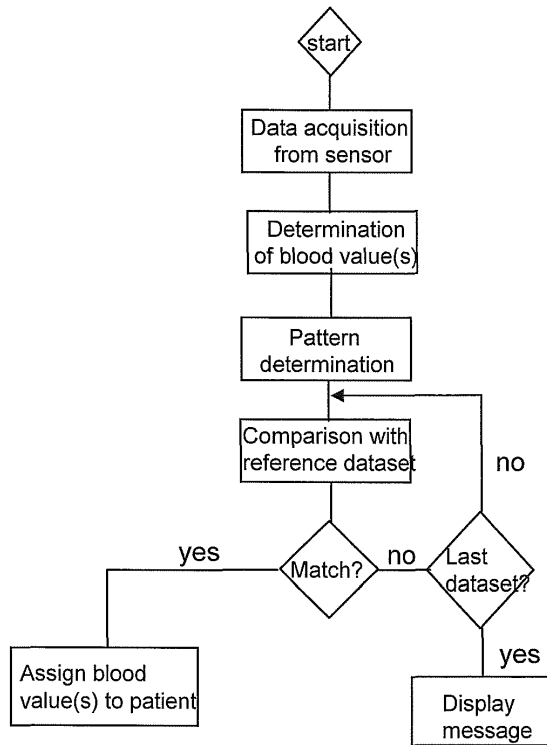 start
Data acquisition
from sensor
Determination
of blood value(s)
Pattern
determination
Comparison with
reference dataset
no
yes
Match?
no
Last
dataset?
yes
Assign blood
value(s) to patient
Display
message